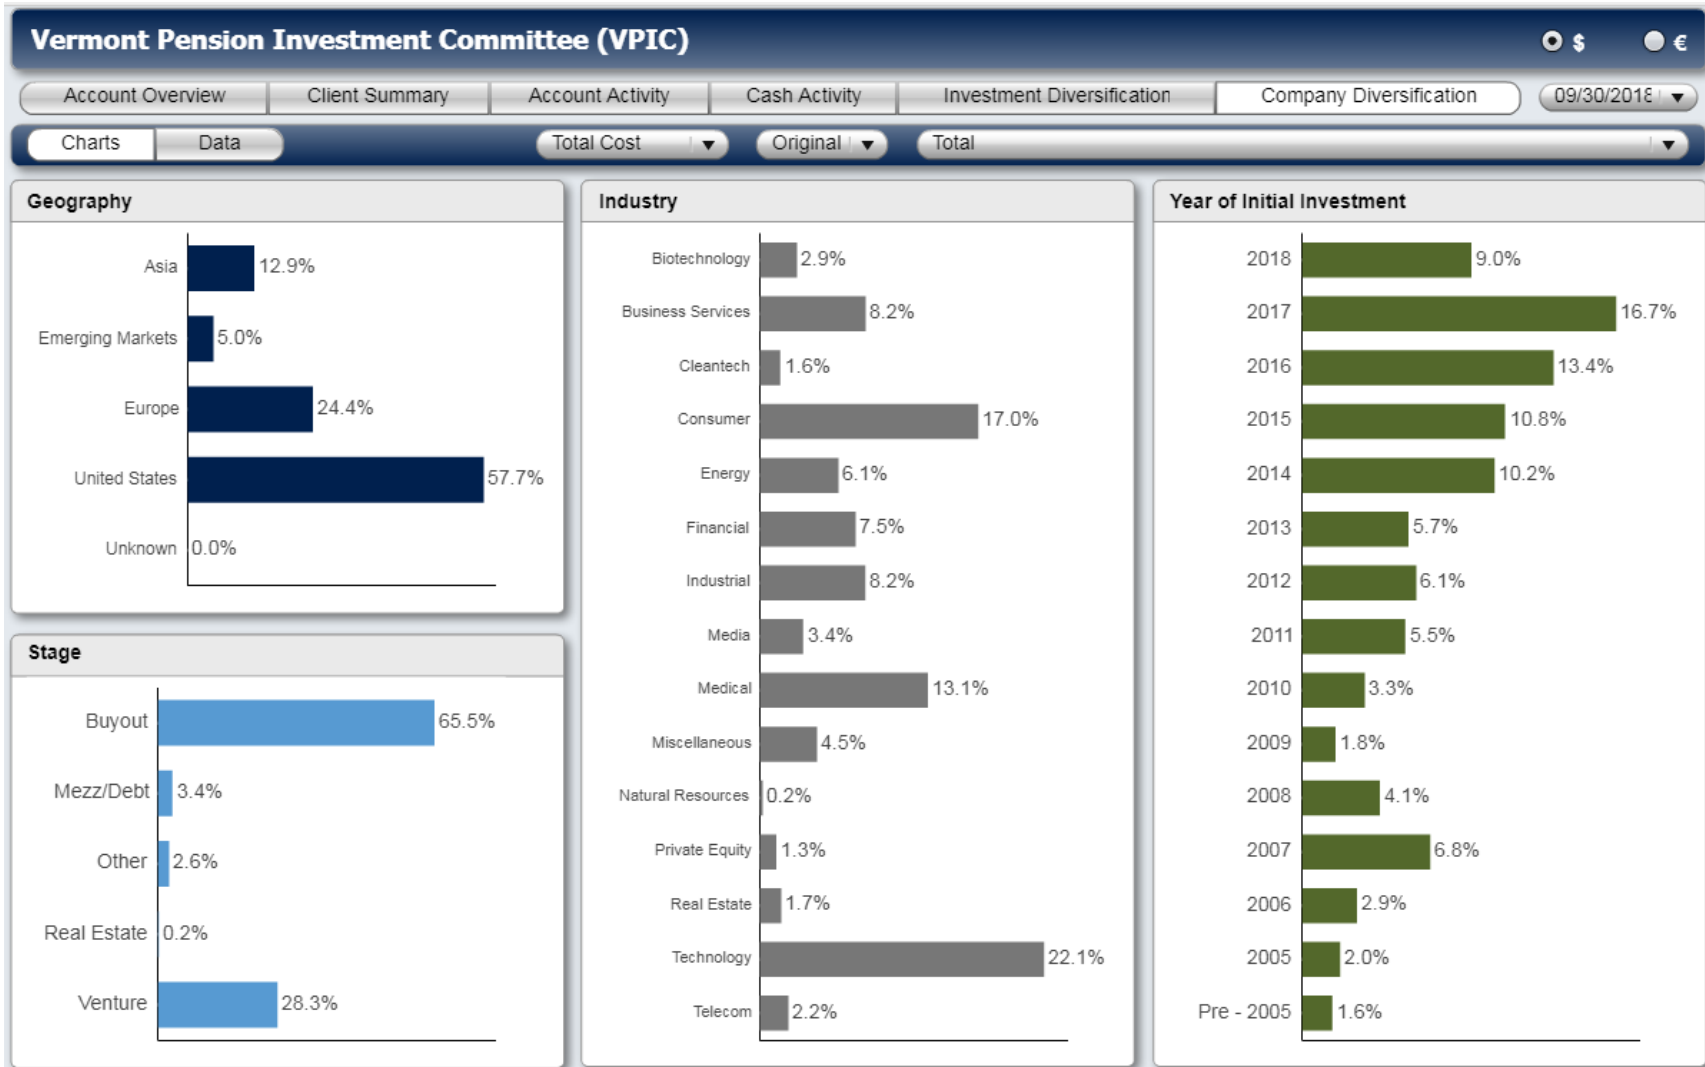 Vermont Pension Investment Committee (VPIC)
$ €
Account Overview Client Summary Account Activity Cash Activity Investment Diversification Company Diversification 09/30/2018
Charts Data Total Cost Original Total
Geography
Asia 12.9%
Emerging Markets 5.0%
Europe 24.4%
United States 57.7%
Unknown 0.0%
Stage
Buyout 65.5%
Mezz/Debt 3.4%
Other 2.6%
Real Estate 0.2%
Venture 28.3%
Industry
Biotechnology 2.9%
Business Services 8.2%
Cleantech 1.6%
Consumer 17.0%
Energy 6.1%
Financial 7.5%
Industrial 8.2%
Media 3.4%
Medical 13.1%
Miscellaneous 4.5%
Natural Resources 0.2%
Private Equity 1.3%
Real Estate 1.7%
Technology 22.1%
Telecom 2.2%
Year of Initial Investment
2018 9.0%
2017 16.7%
2016 13.4%
2015 10.8%
2014 10.2%
2013 5.7%
2012 6.1%
2011 5.5%
2010 3.3%
2009 1.8%
2008 4.1%
2007 6.8%
2006 2.9%
2005 2.0%
Pre - 2005 1.6%